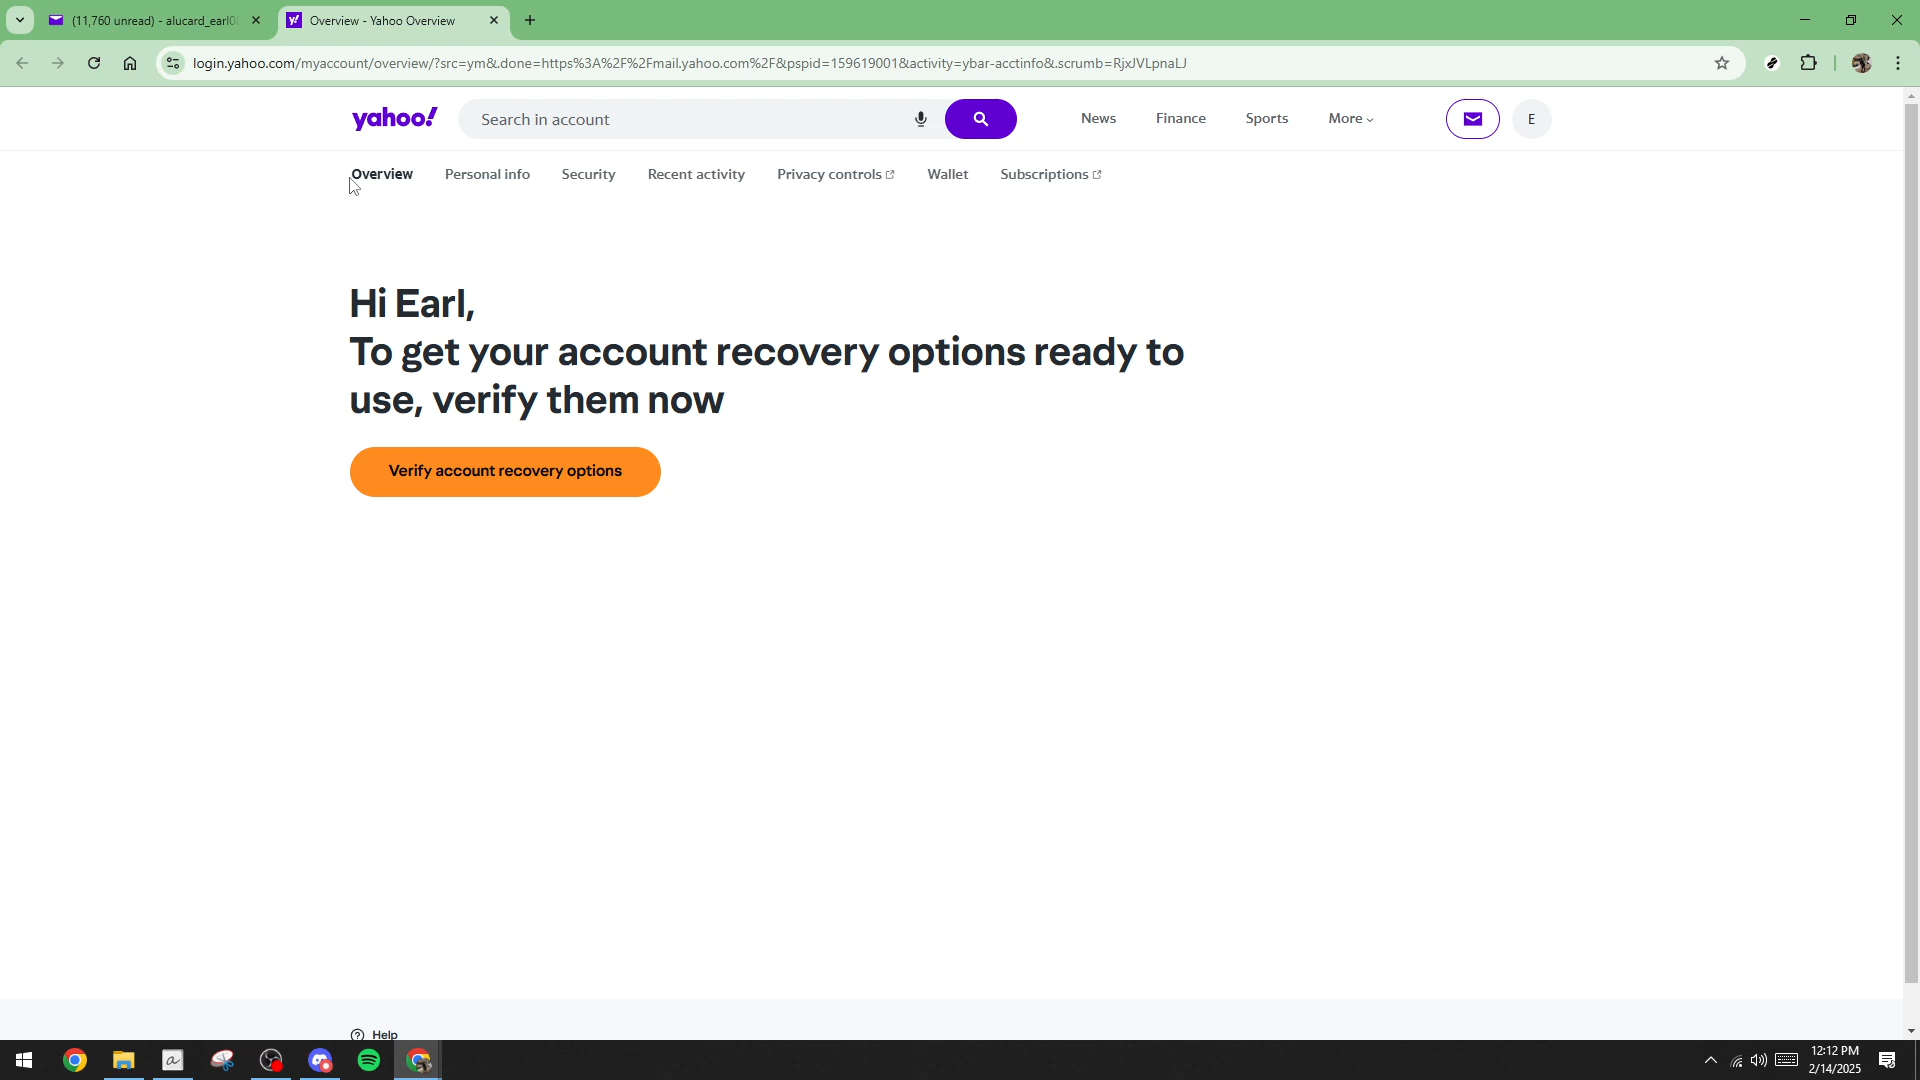 (11,760 unread) - alucard_earl0
Overview - Yahoo Overview
login.yahoo.com/myaccount/overview/?src=ym&.done=https%3A%2F%2Fmail.yahoo.com%2F&pspid=159619001&activity=ybar-acctinfo&.scrumb=RjxJVLpnaLJ
yahoo!
Search in account
News
Finance
Sports
More
E
Overview
Personal info
Security
Recent activity
Privacy controls
Wallet
Subscriptions
Hi Earl,
To get your account recovery options ready to
use, verify them now
Verify account recovery options
Help
12:12 PM
2/14/2025